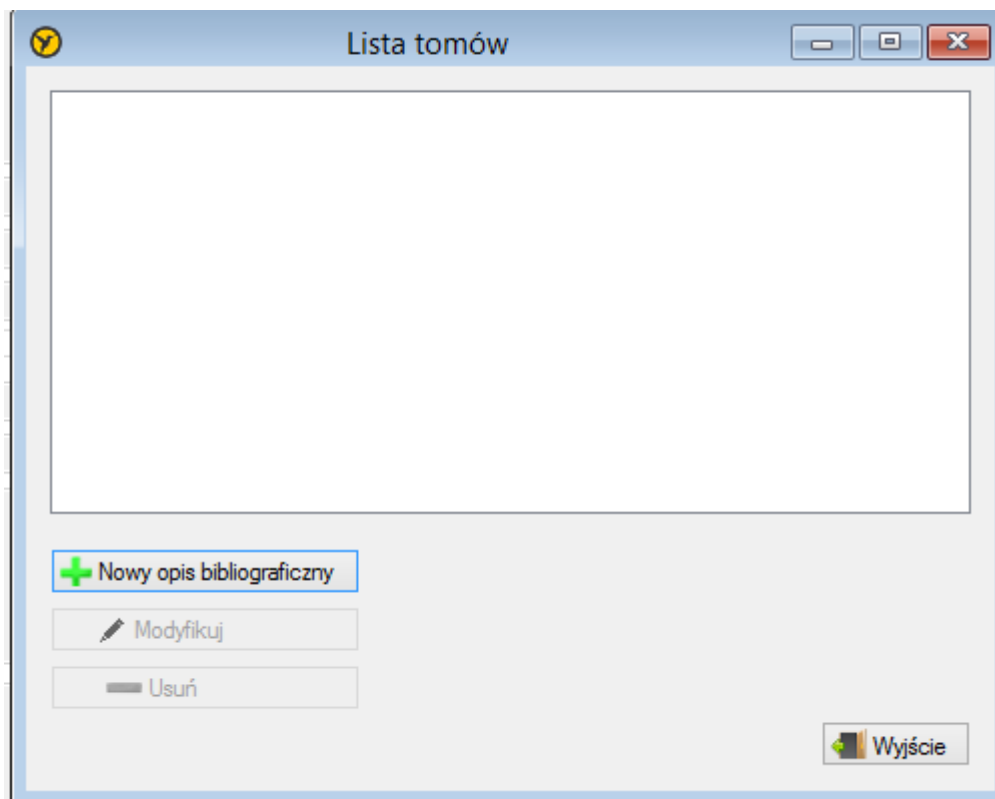 Lista tomów
Nowy opis bibliograficzny
Modyfikuj
Usuń
Wyjście